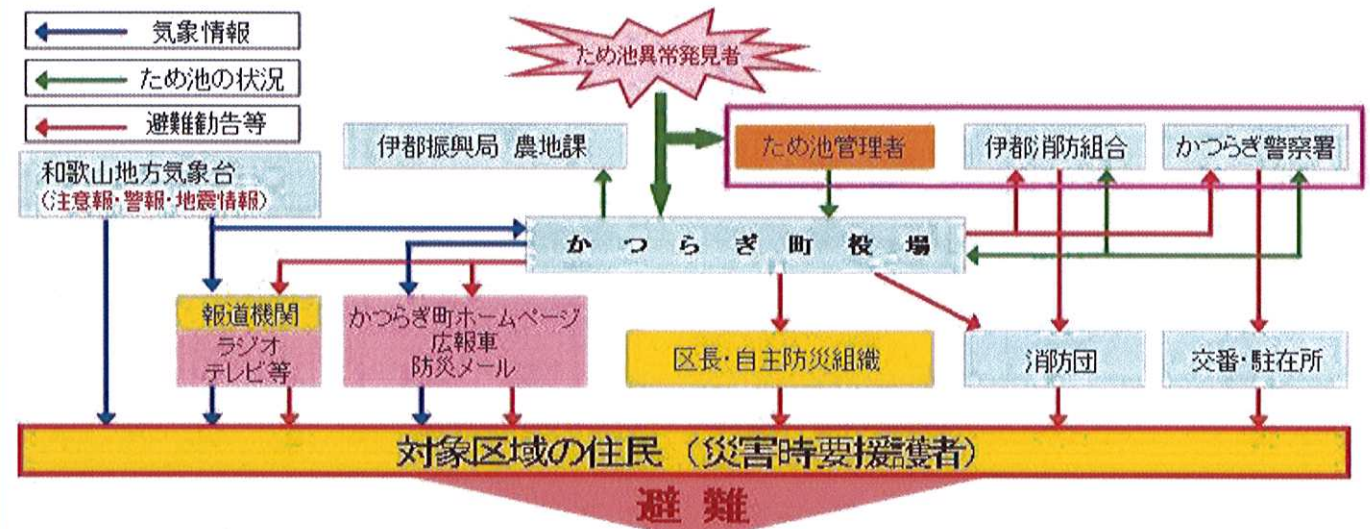 気象情報
ため池の状況
避難勧告等
ため池異常発見者
伊都振興局 農地課
ため池管理者
伊都消防組合
かつらぎ警察署
和歌山地方気象台
(注意報・警報・地震情報)
かつらぎ町役場
報道機関
ラジオ
テレビ等
かつらぎ町ホームページ
広報車
防災メール
区長・自主防災組織
消防団
交番・駐在所
対象区域の住民(災害時要援護者)
避難